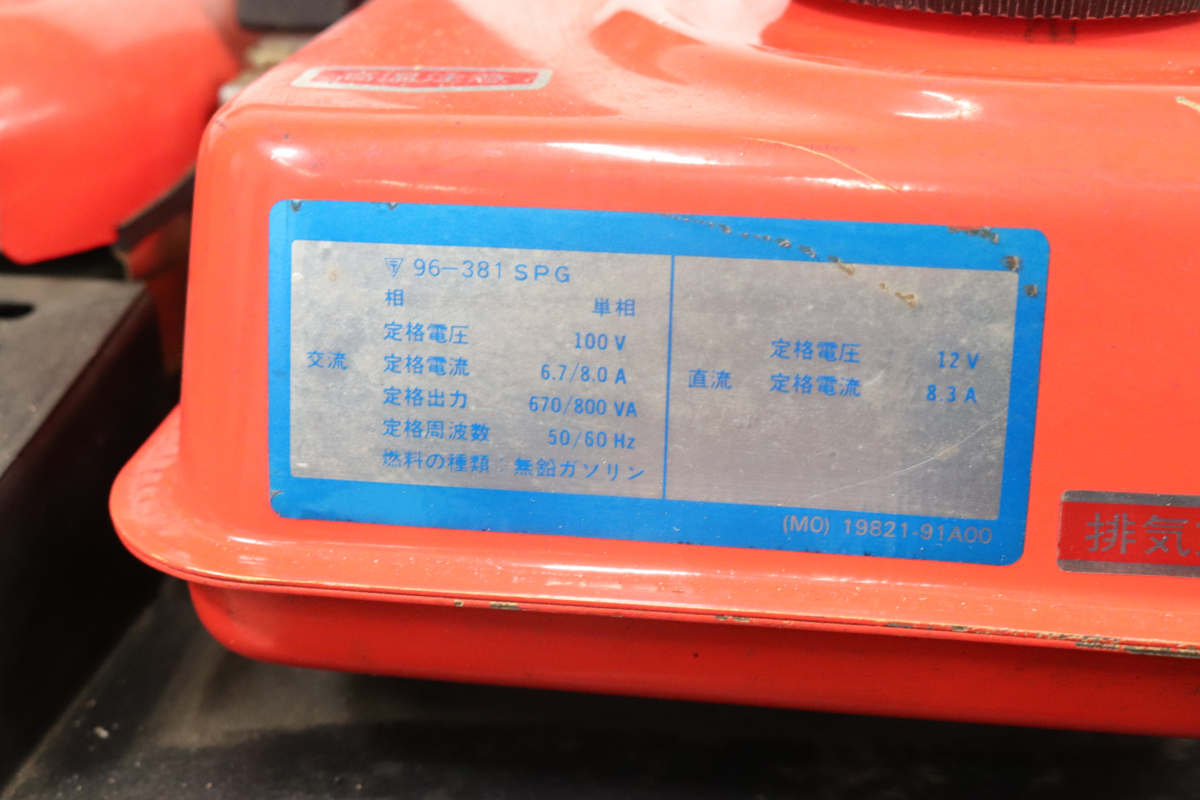 〒 96-381 SPG
相 単相
定格電圧 100 V
交流 定格電流 6.7/8.0 A
定格出力 670/800 VA
定格周波数 50/60 Hz
燃料の種類：無鉛ガソリン
定格電圧 12 V
直流 定格電流 8.3 A
(MO) 19821-91A00
排気